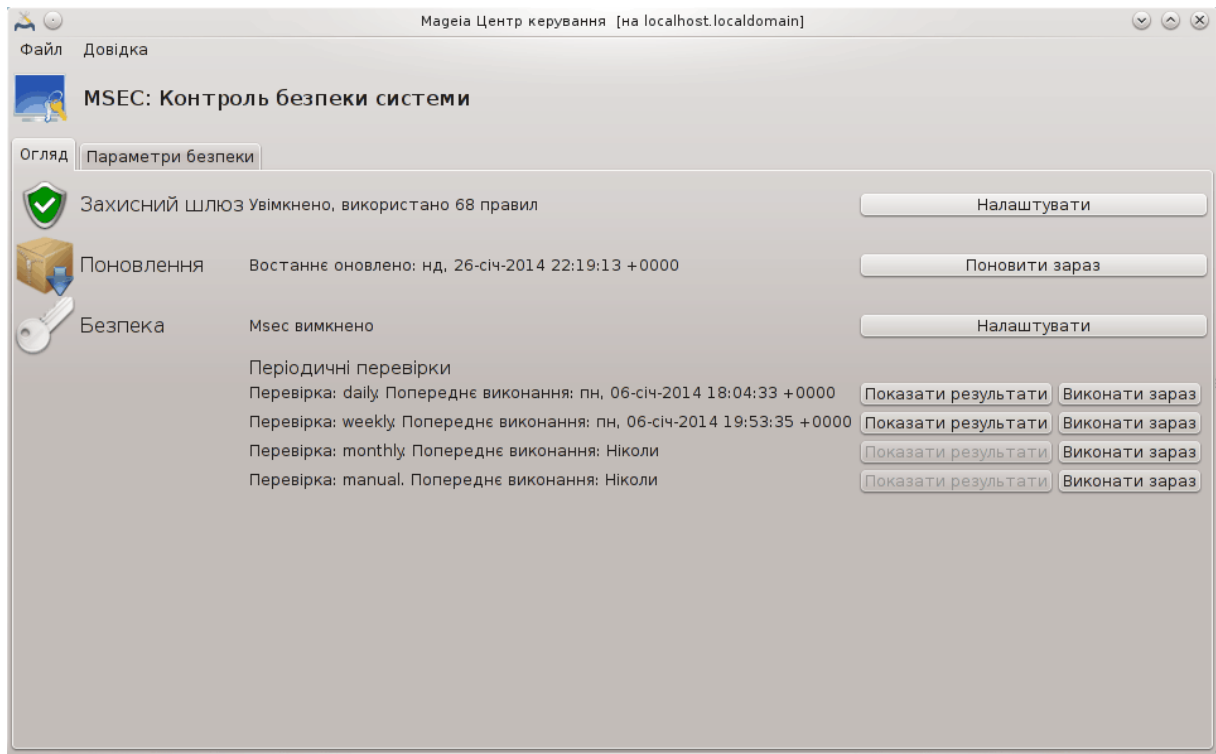 Mageia Центр керування [на localhost.localdomain]
Файл Довідка
MSEC: Контроль безпеки системи
Огляд Параметри безпеки
Захисний шлюз Увімкнено, використано 68 правил Налаштувати
Поновлення Востаннє оновлено: нд, 26-січ-2014 22:19:13 +0000 Поновити зараз
Безпека Msec вимкнено Налаштувати
Періодичні перевірки
Перевірка: daily. Попереднє виконання: пн, 06-січ-2014 18:04:33 +0000 Показати результати Виконати зараз
Перевірка: weekly. Попереднє виконання: пн, 06-січ-2014 19:53:35 +0000 Показати результати Виконати зараз
Перевірка: monthly. Попереднє виконання: Ніколи Показати результати Виконати зараз
Перевірка: manual. Попереднє виконання: Ніколи Показати результати Виконати зараз